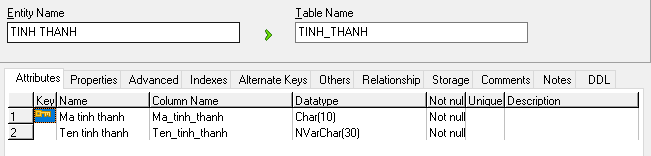 Entity Name Table Name
TINH THANH TINH_THANH
Attributes Properties Advanced Indexes Alternate Keys Others Relationship Storage Comments Notes DDL
Key Name Column Name Datatype Not nul Unique Description
1 Ma tinh thanh Ma_tinh_thanh Char(10) Not null
2 Ten tinh thanh Ten_tinh_thanh NVarChar(30) Not null